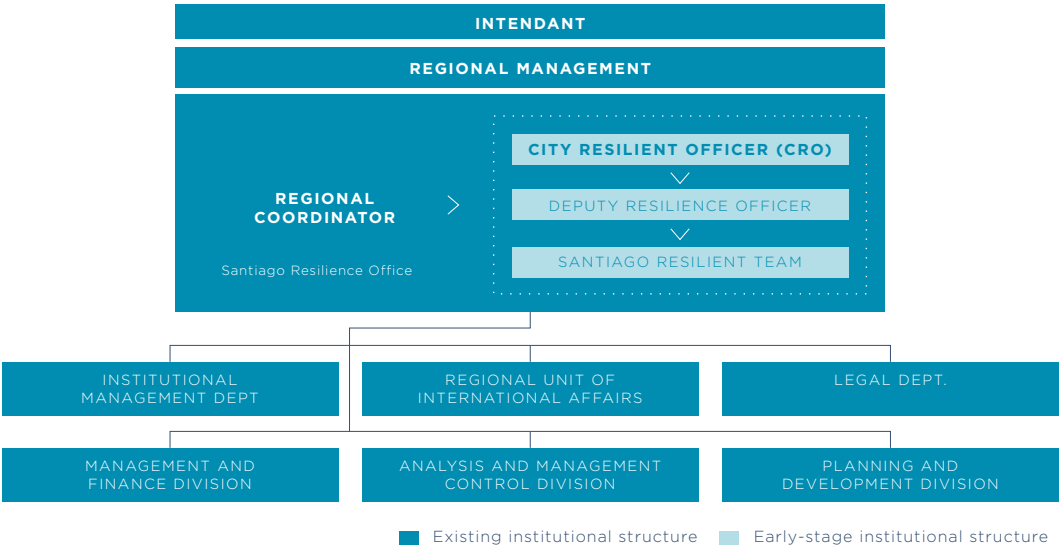 INTENDANT
REGIONAL MANAGEMENT
REGIONAL
COORDINATOR
Santiago Resilience Office
CITY RESILIENT OFFICER (CRO)
DEPUTY RESILIENCE OFFICER
SANTIAGO RESILIENT TEAM
INSTITUTIONAL
MANAGEMENT DEPT
REGIONAL UNIT OF
INTERNATIONAL AFFAIRS
LEGAL DEPT.
MANAGEMENT AND
FINANCE DIVISION
ANALYSIS AND MANAGEMENT
CONTROL DIVISION
PLANNING AND
DEVELOPMENT DIVISION
Existing institutional structure
Early-stage institutional structure